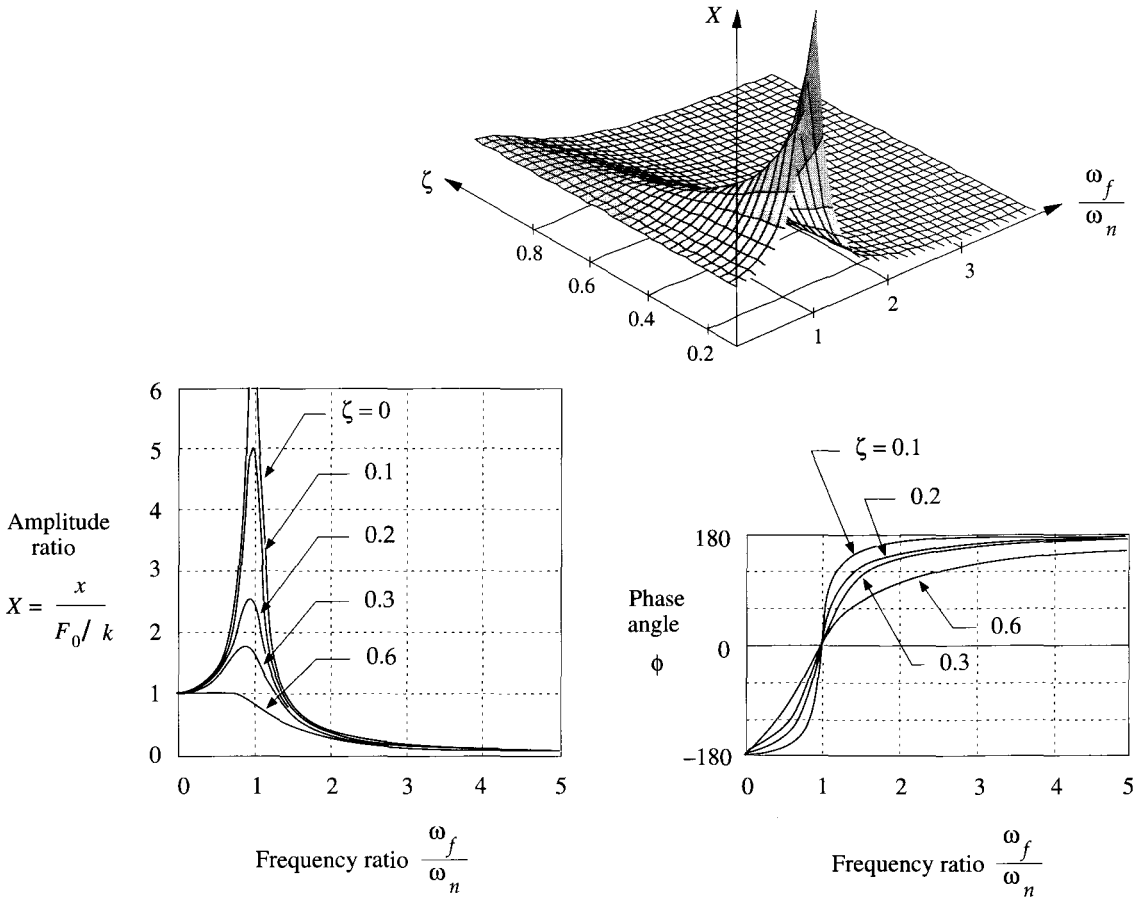 X
ζ
ω_f
ω_n
0.8
0.6
0.4
0.2
1
2
3
6
5
4
3
2
1
0
ζ = 0
0.1
0.2
0.3
0.6
Amplitude
ratio
X = x / (F_0 / k)
0 1 2 3 4 5
Frequency ratio ω_f / ω_n
ζ = 0.1
0.2
0.6
0.3
180
0
−180
Phase
angle
ϕ
0 1 2 3 4 5
Frequency ratio ω_f / ω_n